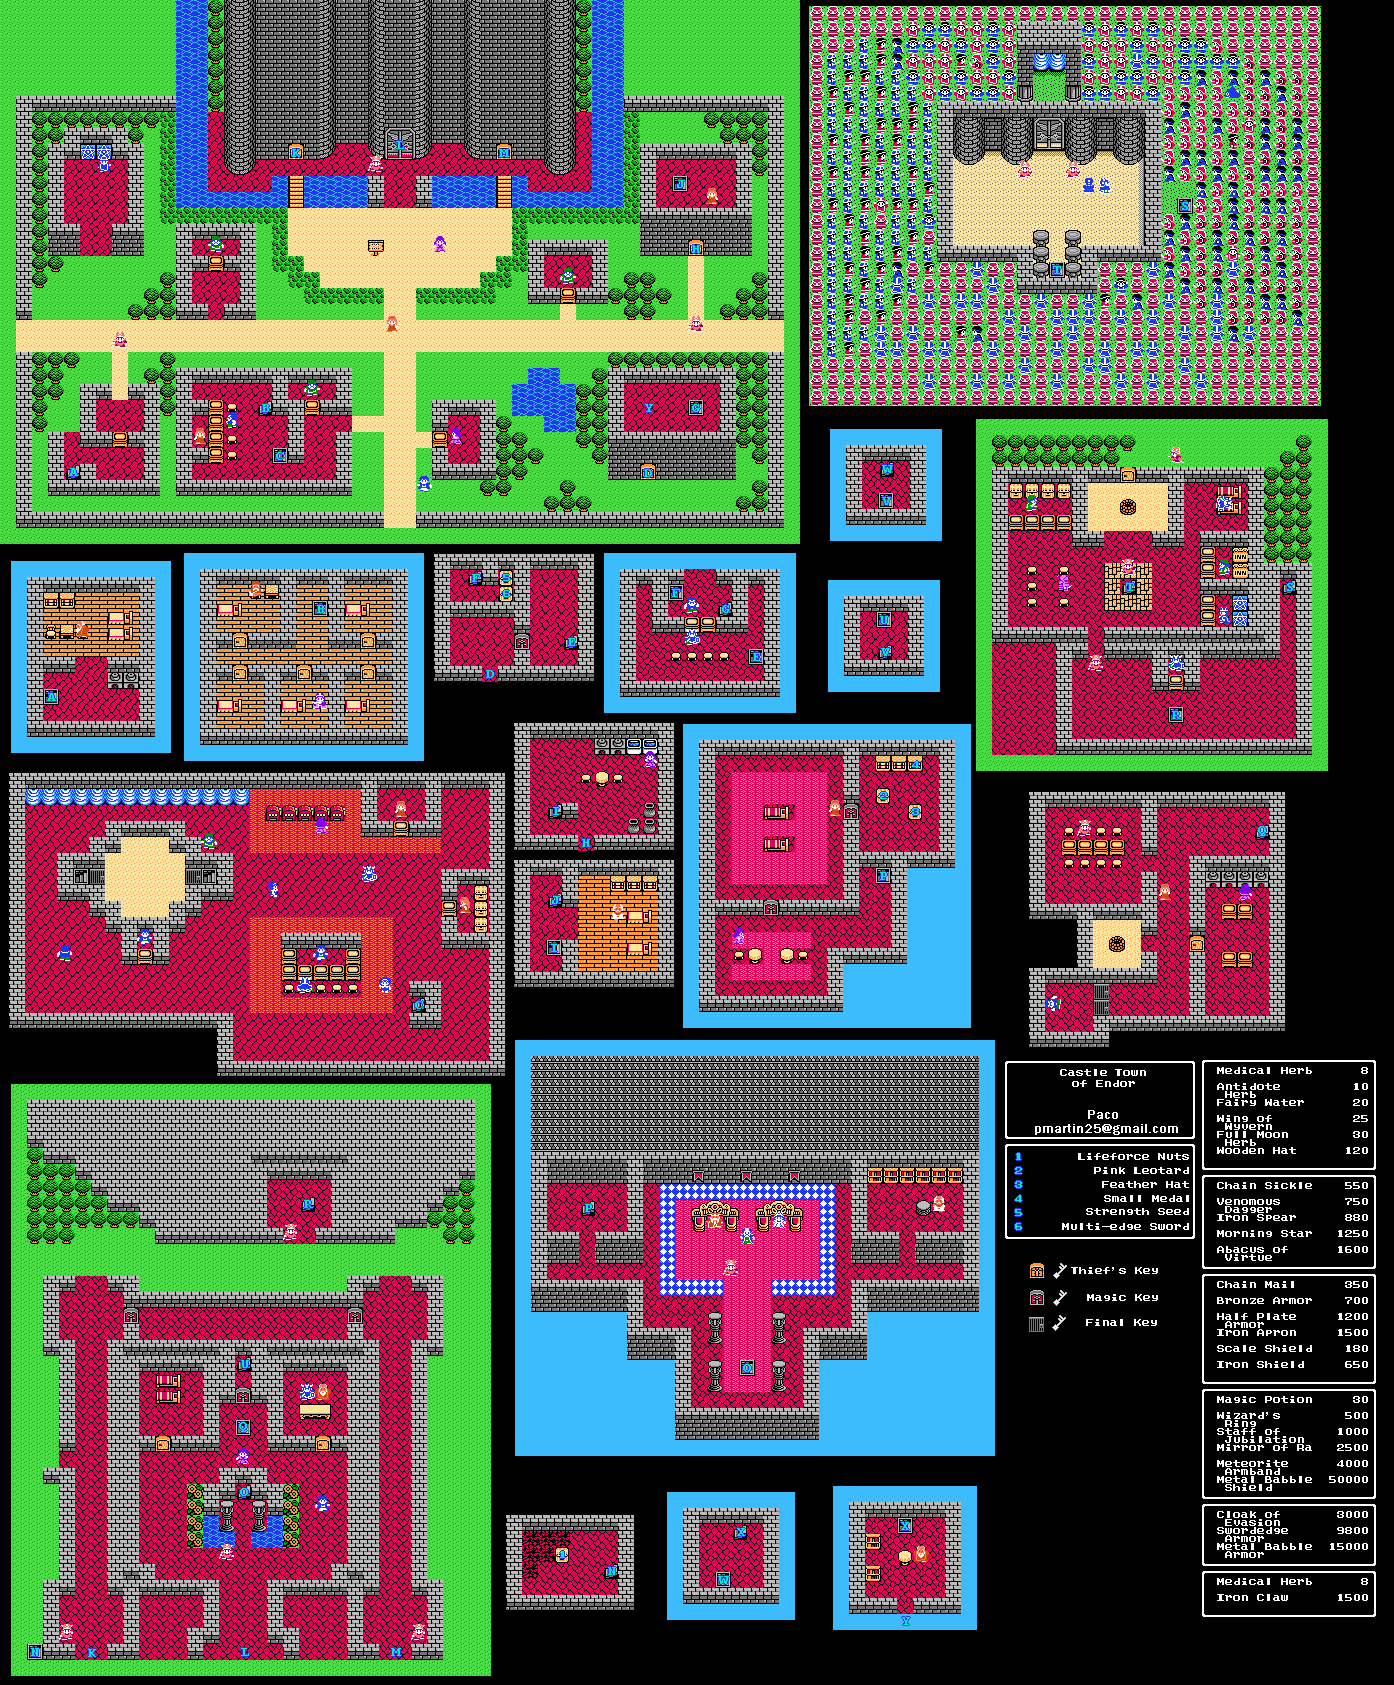 Castle Town
of Endor
Paco
pmartin25@gmail.com
1 Lifeforce Nuts
2 Pink Leotard
3 Feather Hat
4 Small Medal
5 Strength Seed
6 Multi-edge Sword
Thief's Key
Magic Key
Final Key
Medical Herb 8
Antidote 10
Herb
Fairy Water 20
Wing of 25
Wyvern
Full Moon 30
Herb
Wooden Hat 120
Chain Sickle 550
Venomous 750
Dagger
Iron Spear 880
Morning Star 1250
Abacus of 1600
Virtue
Chain Mail 350
Bronze Armor 700
Half Plate 1200
Armor
Iron Apron 1500
Scale Shield 180
Iron Shield 650
Magic Potion 30
Wizard's 500
Ring
Staff of 1000
Jubilation
Mirror of Ra 2500
Meteorite 4000
Armband
Metal Babble 50000
Shield
Cloak of 3000
Evasion
Swordedge 9800
Armor
Metal Babble 15000
Armor
Medical Herb 8
Iron Claw 1500